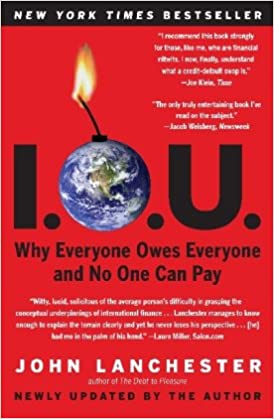 NEW YORK TIMES BESTSELLER
"I recommend this book strongly
for those, like me, who are financial
nitwits. I now, finally, understand
what a credit-default swap is."
— Joe Klein, Time
"The only truly entertaining book I've
read on the subject."
— Jacob Weisberg, Newsweek
I.O.U.
Why Everyone Owes Everyone
and No One Can Pay
"Witty, lucid, solicitous of the average person's difficulty in grasping the
conceptual underpinnings of international finance . . . Lanchester manages to know
enough to explain the terrain clearly and yet he never loses his perspective . . . [he]
had me in the palm of his hand." —Laura Miller, Salon.com
JOHN LANCHESTER
author of The Debt to Pleasure
NEWLY UPDATED BY THE AUTHOR